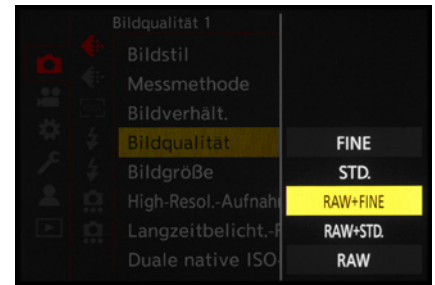 Bildqualität 1
Bildstil
Messmethode
Bildverhält.
Bildqualität
Bildgröße
High-Resol.-Aufnah
Langzeitbelicht.-
Duale native ISO-
FINE
STD.
RAW+FINE
RAW+STD.
RAW